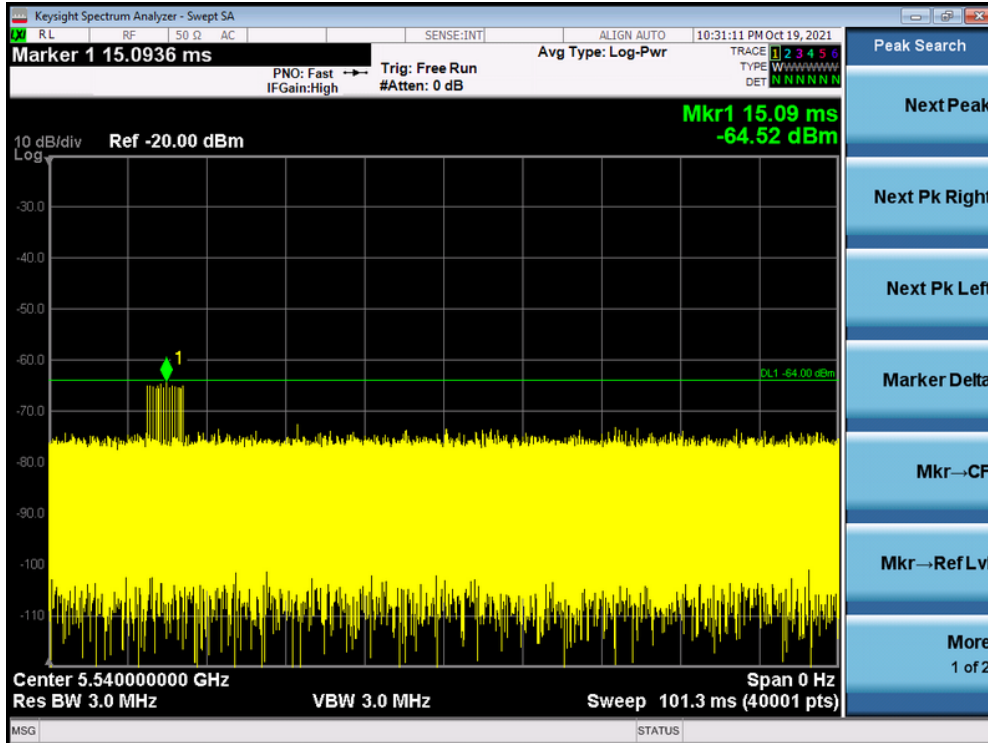 Keysight Spectrum Analyzer - Swept SA
LXI RL RF 50 Ω AC SENSE:INT ALIGN AUTO 10:31:11 PM Oct 19, 2021
Marker 1 15.0936 ms
PNO: Fast
IFGain:High
Trig: Free Run
#Atten: 0 dB
Avg Type: Log-Pwr
TRACE 1 2 3 4 5 6
TYPE WWWWWW
DET N N N N N N
Mkr1 15.09 ms
-64.52 dBm
10 dB/div Ref -20.00 dBm
Log
-30.0
-40.0
-50.0
-60.0
1
DL1 -64.00 dBm
-70.0
-80.0
-90.0
-100
-110
Center 5.540000000 GHz Span 0 Hz
Res BW 3.0 MHz VBW 3.0 MHz Sweep 101.3 ms (40001 pts)
MSG STATUS
Peak Search
Next Peak
Next Pk Right
Next Pk Left
Marker Delta
Mkr→CF
Mkr→Ref Lvl
More
1 of 2